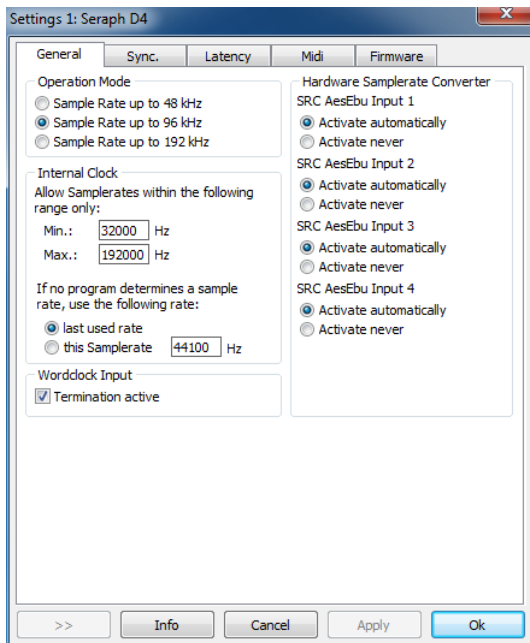 Settings 1: Seraph D4
General
Sync.
Latency
Midi
Firmware
Operation Mode
Sample Rate up to 48 kHz
Sample Rate up to 96 kHz
Sample Rate up to 192 kHz
Internal Clock
Allow Samplerates within the following
range only:
Min.: 32000 Hz
Max.: 192000 Hz
If no program determines a sample
rate, use the following rate:
last used rate
this Samplerate 44100 Hz
Wordclock Input
Termination active
Hardware Samplerate Converter
SRC AesEbu Input 1
Activate automatically
Activate never
SRC AesEbu Input 2
Activate automatically
Activate never
SRC AesEbu Input 3
Activate automatically
Activate never
SRC AesEbu Input 4
Activate automatically
Activate never
>>
Info
Cancel
Apply
Ok